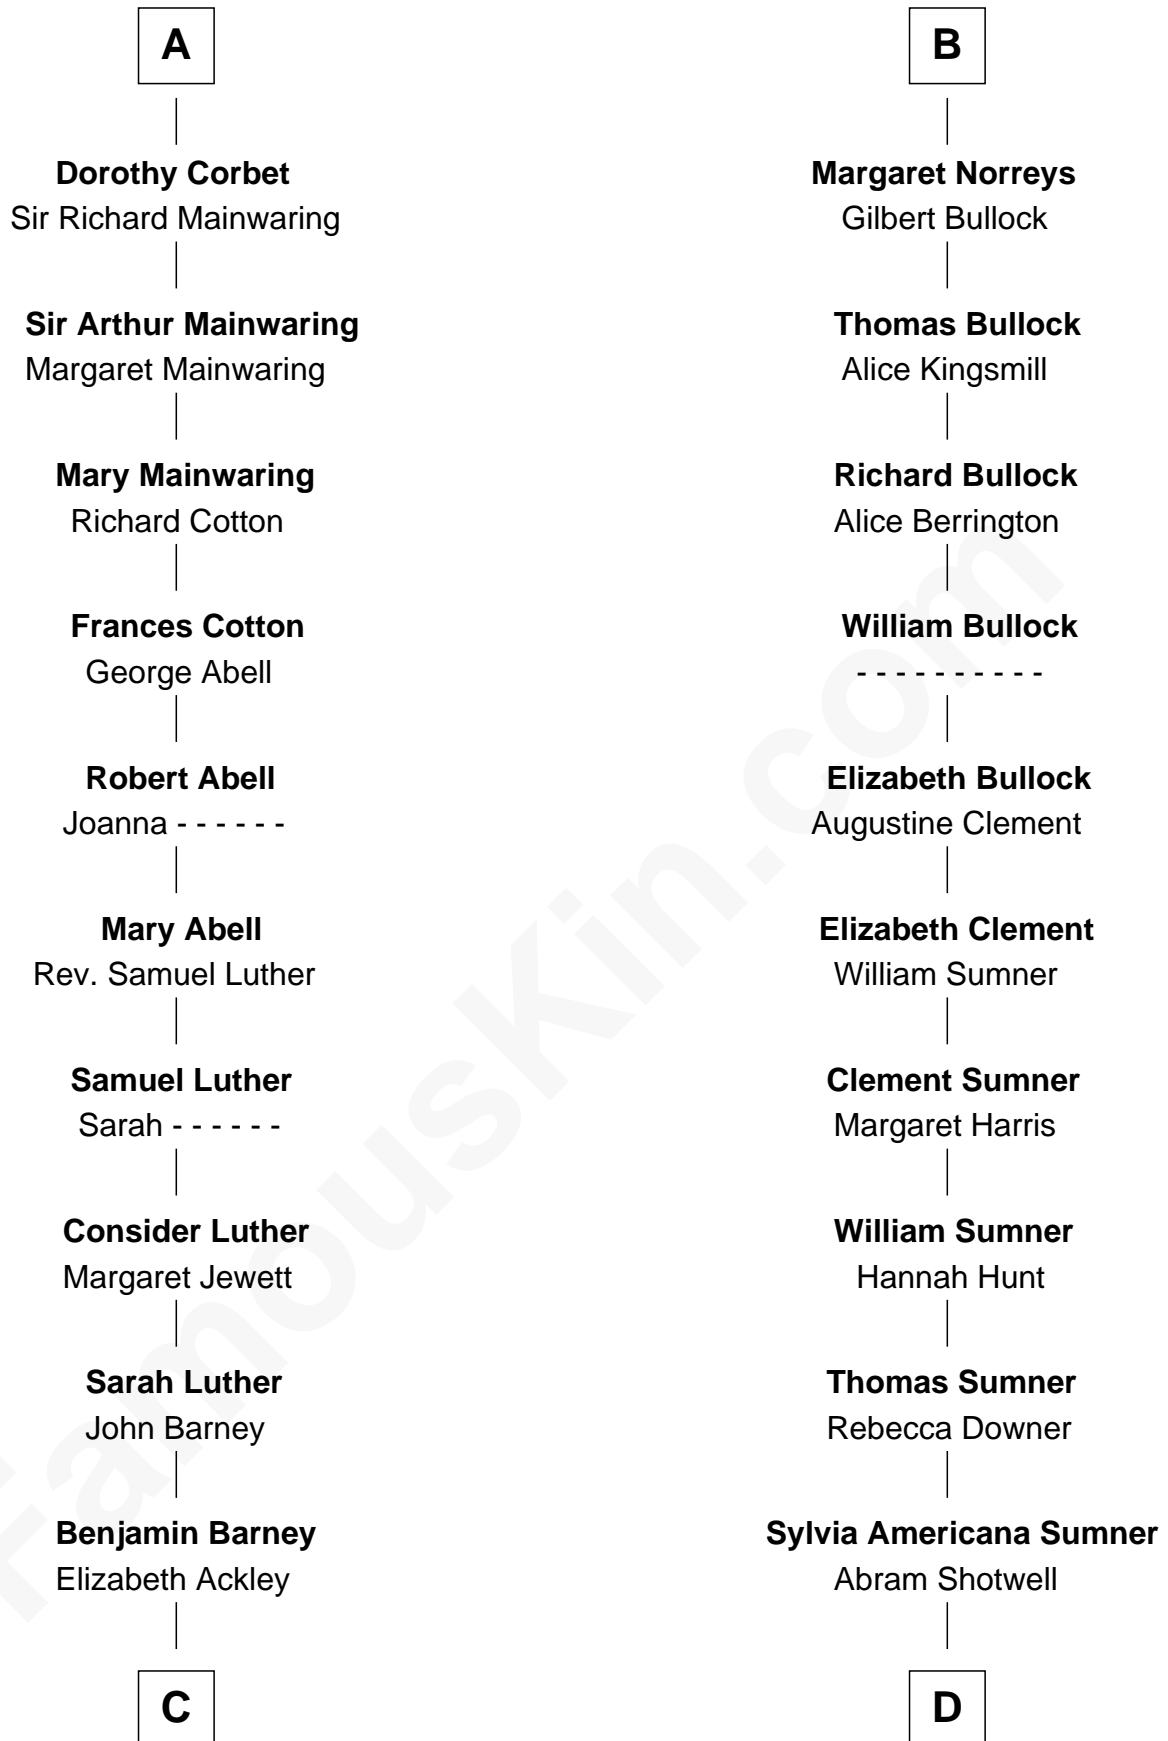 A
Dorothy Corbet
Sir Richard Mainwaring
Sir Arthur Mainwaring
Margaret Mainwaring
Mary Mainwaring
Richard Cotton
Frances Cotton
George Abell
Robert Abell
Joanna - - - - - -
Mary Abell
Rev. Samuel Luther
Samuel Luther
Sarah - - - - - -
Consider Luther
Margaret Jewett
Sarah Luther
John Barney
Benjamin Barney
Elizabeth Ackley
C
B
Margaret Norreys
Gilbert Bullock
Thomas Bullock
Alice Kingsmill
Richard Bullock
Alice Berrington
William Bullock
- - - - - - - - - -
Elizabeth Bullock
Augustine Clement
Elizabeth Clement
William Sumner
Clement Sumner
Margaret Harris
William Sumner
Hannah Hunt
Thomas Sumner
Rebecca Downer
Sylvia Americana Sumner
Abram Shotwell
D
FamousKin.com